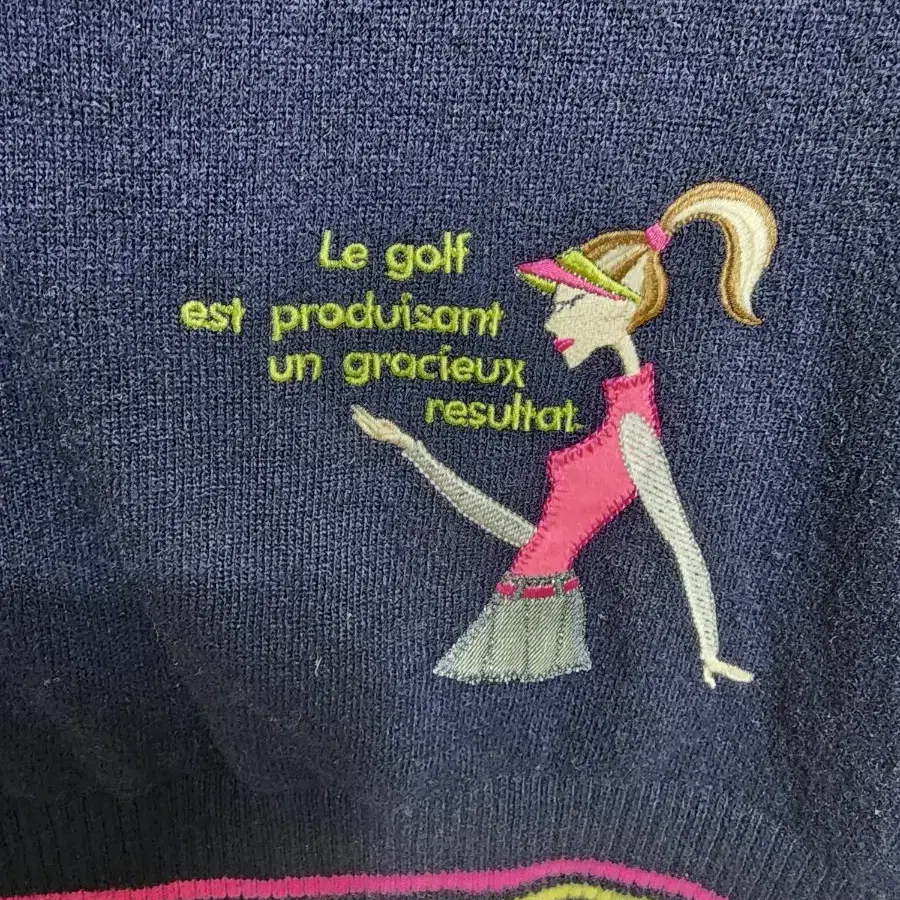 Le golf
est produisant
un gracieux
resultat.